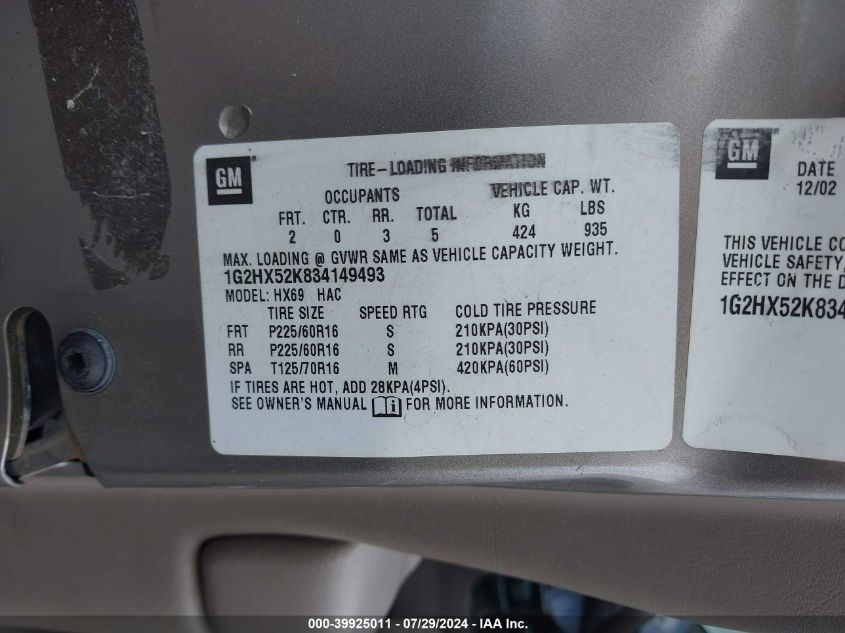 GM
TIRE-LOADING INFORMATION
OCCUPANTS VEHICLE CAP. WT.
FRT. CTR. RR. TOTAL KG LBS
2 0 3 5 424 935
MAX. LOADING @ GVWR SAME AS VEHICLE CAPACITY WEIGHT.
1G2HX52K834149493
MODEL: HX69 HAC
TIRE SIZE SPEED RTG COLD TIRE PRESSURE
FRT P225/60R16 S 210KPA(30PSI)
RR P225/60R16 S 210KPA(30PSI)
SPA T125/70R16 M 420KPA(60PSI)
IF TIRES ARE HOT, ADD 28KPA(4PSI).
SEE OWNER'S MANUAL FOR MORE INFORMATION.
GM
DATE
12/02
THIS VEHICLE CO
VEHICLE SAFETY,
EFFECT ON THE D
1G2HX52K834
000-39925011 / 07/29/2024 - IAA Inc.